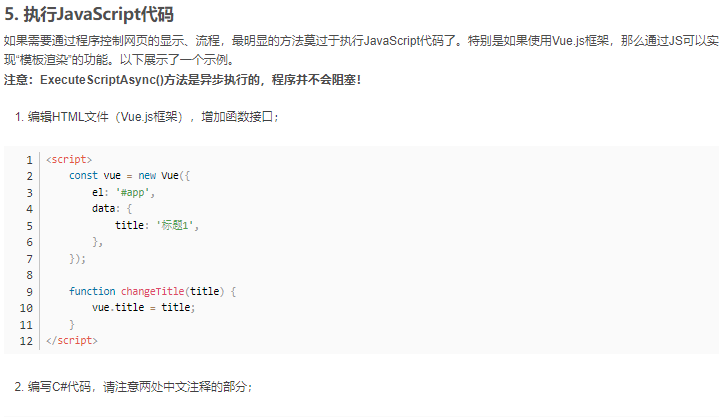 5. 执行JavaScript代码
如果需要通过程序控制网页的显示、流程，最明显的方法莫过于执行JavaScript代码了。特别是如果使用Vue.js框架，那么通过JS可以实
现“模板渲染”的功能。以下展示了一个示例。
注意：ExecuteScriptAsync()方法是异步执行的，程序并不会阻塞！
1. 编辑HTML文件（Vue.js框架），增加函数接口；
1 <script>
2     const vue = new Vue({
3         el: '#app',
4         data: {
5             title: '标题1',
6         },
7     });
8
9     function changeTitle(title) {
10         vue.title = title;
11     }
12 </script>
2. 编写C#代码，请注意两处中文注释的部分；